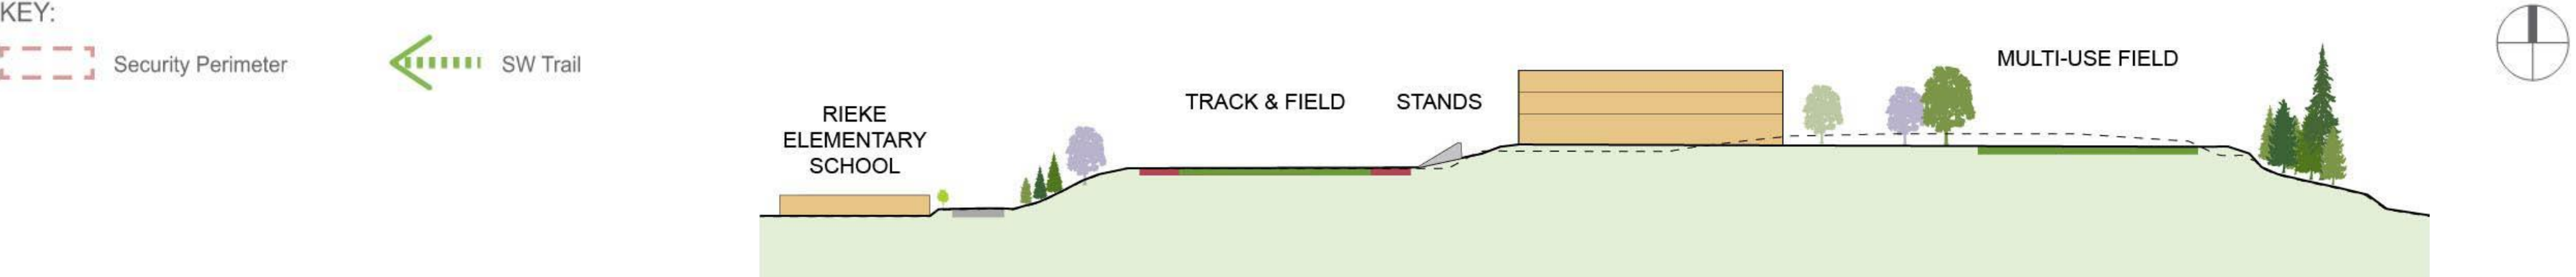 KEY:
Security Perimeter
SW Trail
RIEKE
ELEMENTARY
SCHOOL
TRACK & FIELD
STANDS
MULTI-USE FIELD